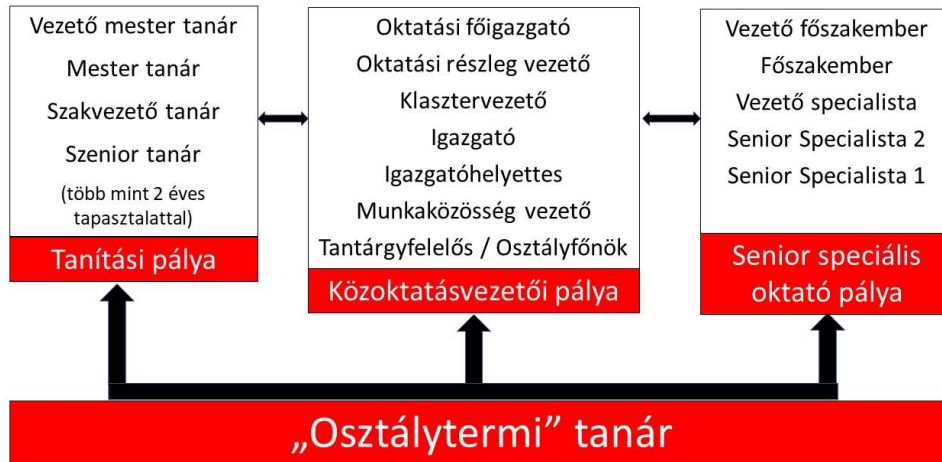 Vezető mester tanár
Mester tanár
Szakvezető tanár
Szenior tanár
(több mint 2 éves
tapasztalattal)
Tanítási pálya
Oktatási főigazgató
Oktatási részleg vezető
Klasztervezető
Igazgató
Igazgatóhelyettes
Munkaközösség vezető
Tantárgyfelelős / Osztályfőnök
Közoktatásvezetői pálya
Vezető főszakember
Főszakember
Vezető specialista
Senior Specialista 2
Senior Specialista 1
Senior speciális
oktató pálya
„Osztálytermi” tanár